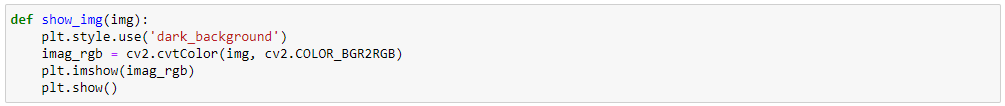 def show_img(img):
    plt.style.use('dark_background')
    imag_rgb = cv2.cvtColor(img, cv2.COLOR_BGR2RGB)
    plt.imshow(imag_rgb)
    plt.show()